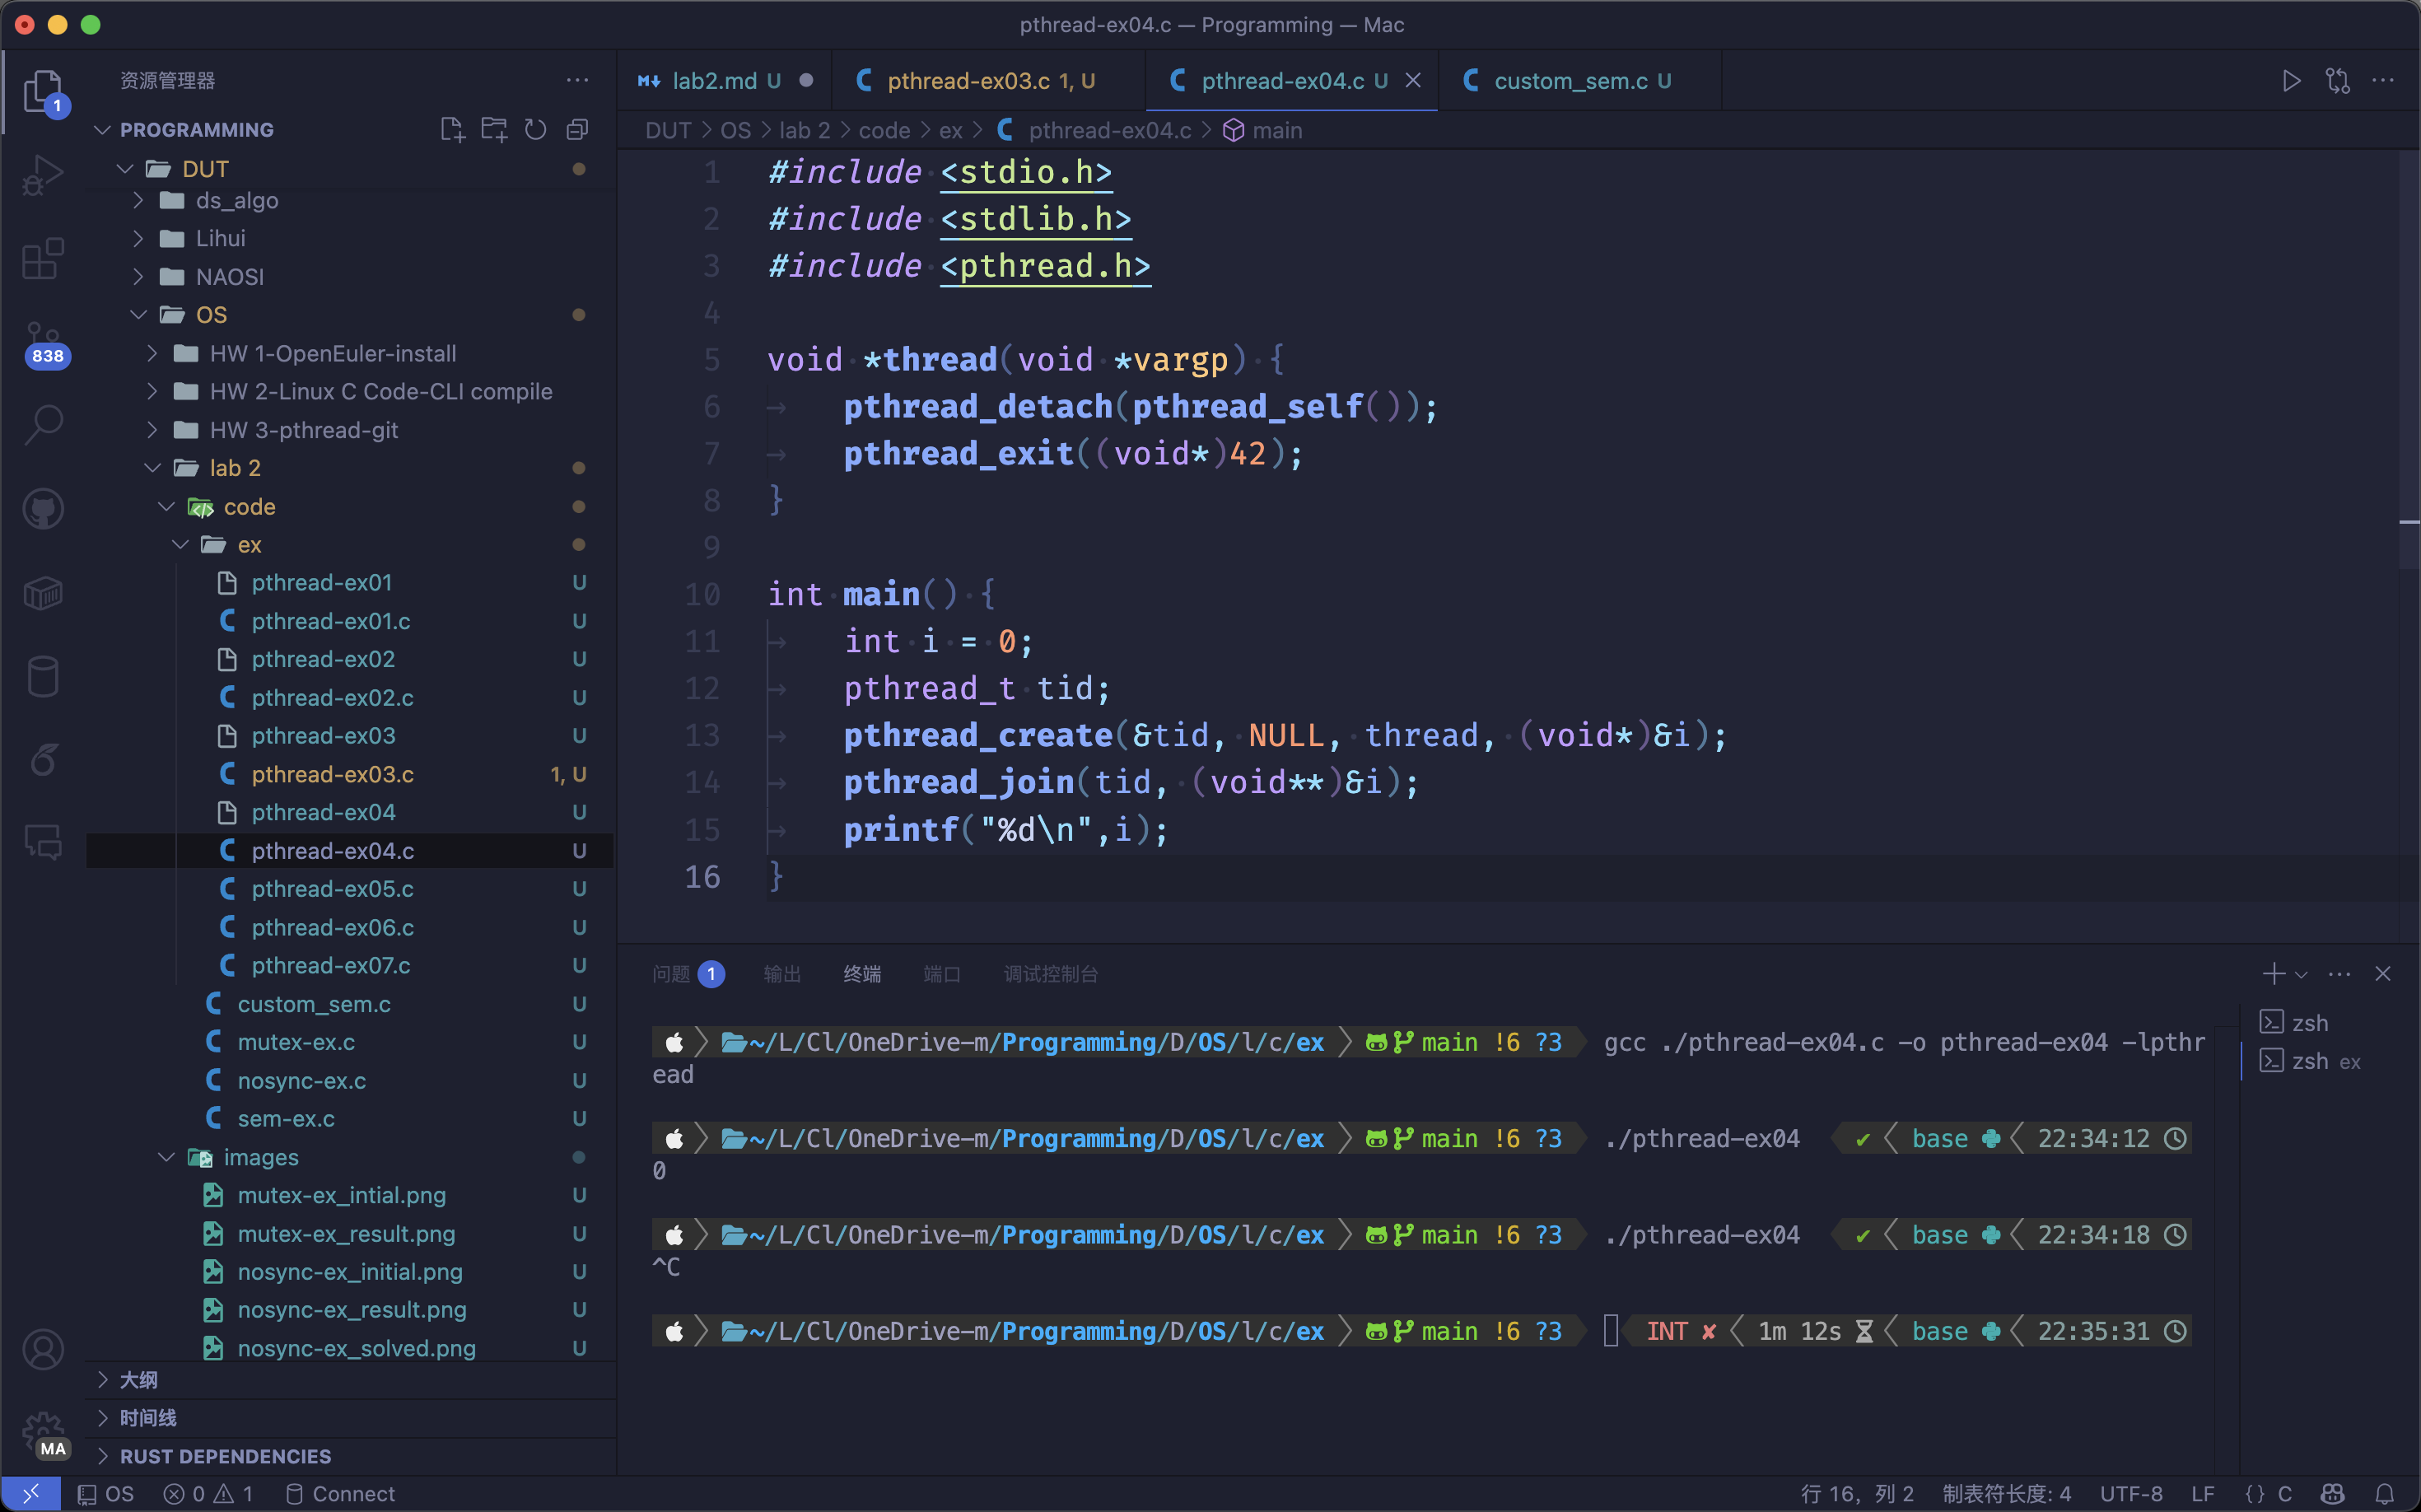 pthread-ex04.c — Programming — Mac
资源管理器
PROGRAMMING
DUT
ds_algo
Lihui
NAOSI
OS
HW 1-OpenEuler-install
HW 2-Linux C Code-CLI compile
HW 3-pthread-git
lab 2
code
ex
pthread-ex01 U
pthread-ex01.c U
pthread-ex02 U
pthread-ex02.c U
pthread-ex03 U
pthread-ex03.c 1, U
pthread-ex04 U
pthread-ex04.c U
pthread-ex05.c U
pthread-ex06.c U
pthread-ex07.c U
custom_sem.c U
mutex-ex.c U
nosync-ex.c U
sem-ex.c U
images
mutex-ex_intial.png U
mutex-ex_result.png U
nosync-ex_initial.png U
nosync-ex_result.png U
nosync-ex_solved.png U
大纲
时间线
RUST DEPENDENCIES
1
838
MA
lab2.md U
pthread-ex03.c 1, U
pthread-ex04.c U
custom_sem.c U
DUT > OS > lab 2 > code > ex > pthread-ex04.c > main
1 #include <stdio.h>
2 #include <stdlib.h>
3 #include <pthread.h>
4
5 void *thread(void *vargp) {
6 pthread_detach(pthread_self());
7 pthread_exit((void*)42);
8 }
9
10 int main() {
11 int i = 0;
12 pthread_t tid;
13 pthread_create(&tid, NULL, thread, (void*)&i);
14 pthread_join(tid, (void**)&i);
15 printf("%d\n",i);
16 }
问题 1 输出 终端 端口 调试控制台
~/L/Cl/OneDrive-m/Programming/D/OS/l/c/ex main !6 ?3 gcc ./pthread-ex04.c -o pthread-ex04 -lpthr
ead
~/L/Cl/OneDrive-m/Programming/D/OS/l/c/ex main !6 ?3 ./pthread-ex04 ✔ base 22:34:12
0
~/L/Cl/OneDrive-m/Programming/D/OS/l/c/ex main !6 ?3 ./pthread-ex04 ✔ base 22:34:18
^C
~/L/Cl/OneDrive-m/Programming/D/OS/l/c/ex main !6 ?3 INT ✘ 1m 12s base 22:35:31
zsh
zsh ex
OS 0 1 Connect
行 16，列 2 制表符长度: 4 UTF-8 LF {} C